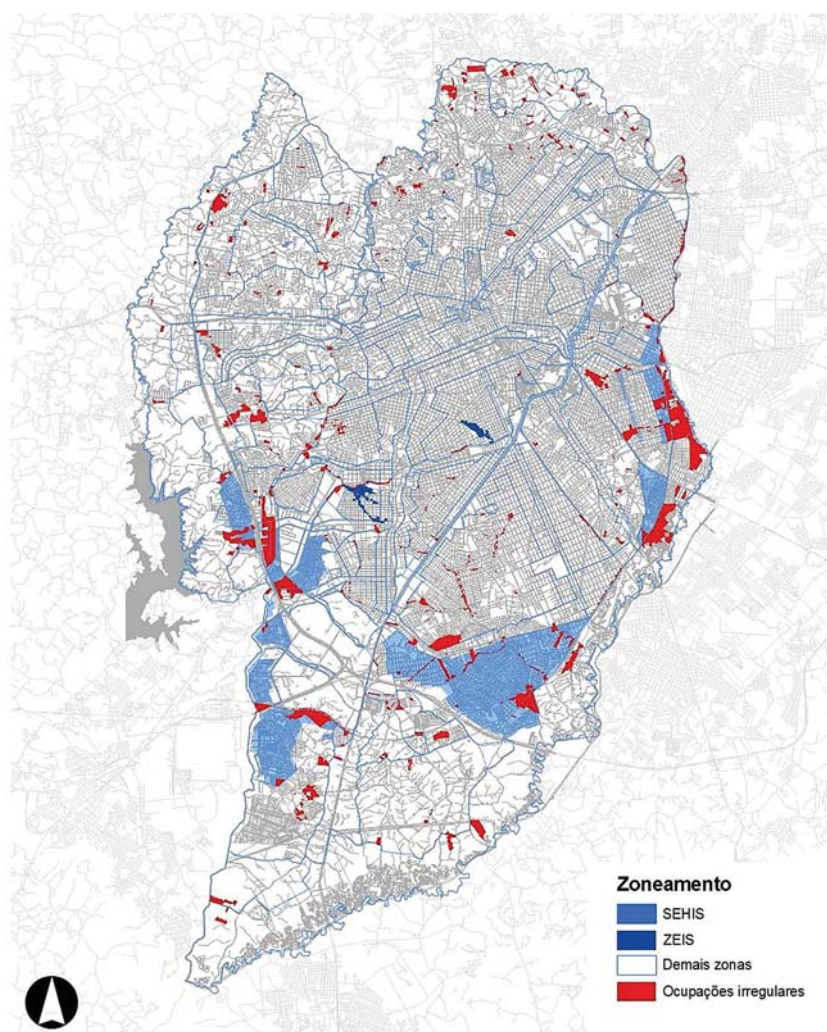 Zoneamento
SEHIS
ZEIS
Demais zonas
Ocupações irregulares